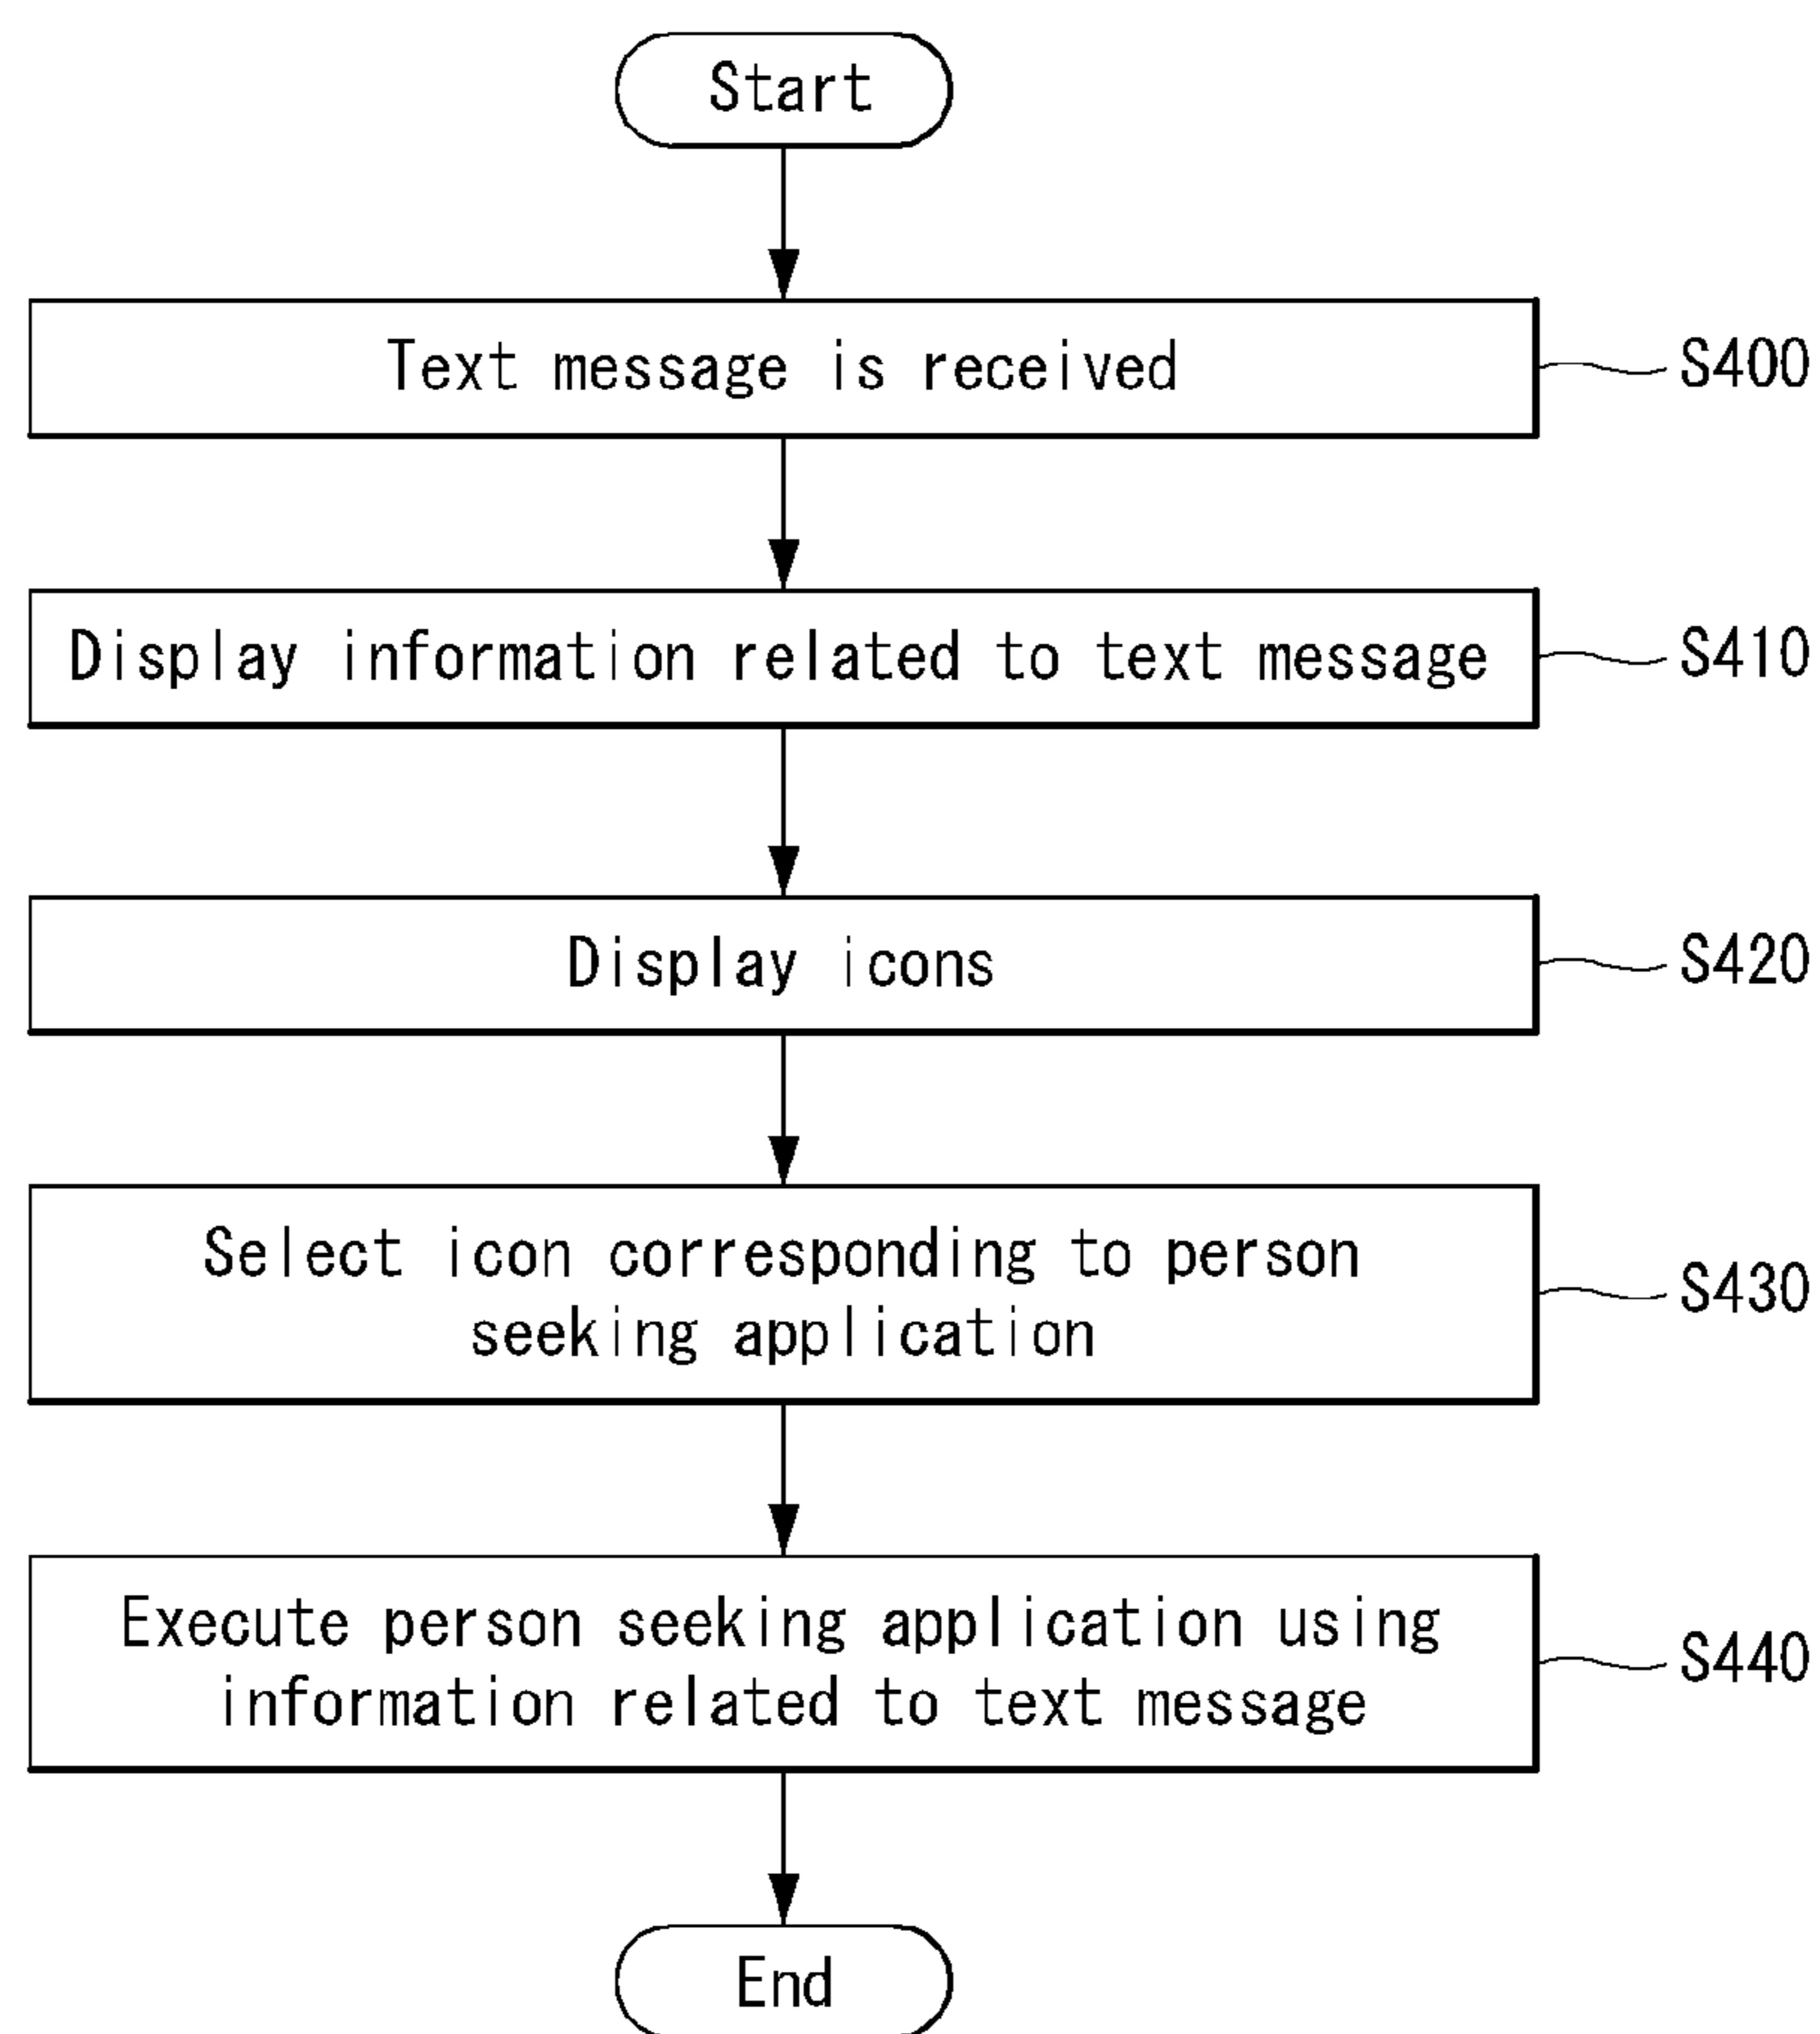 Start
Text message is received
S400
Display information related to text message
S410
Display icons
S420
Select icon corresponding to person
seeking application
S430
Execute person seeking application using
information related to text message
S440
End